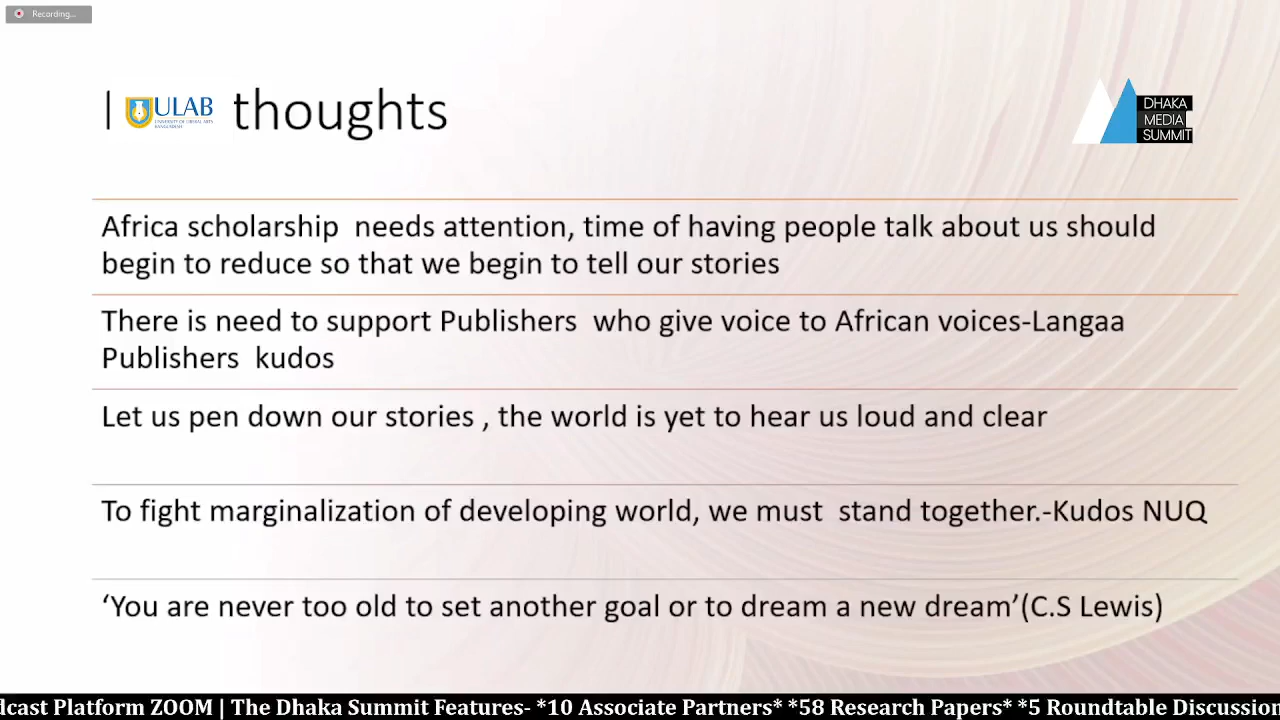 Recording...
ULAB
UNIVERSITY OF LIBERAL ARTS
BANGLADESH
thoughts
DHAKA
MEDIA
SUMMIT
Africa scholarship needs attention, time of having people talk about us should
begin to reduce so that we begin to tell our stories
There is need to support Publishers who give voice to African voices-Langaa
Publishers kudos
Let us pen down our stories , the world is yet to hear us loud and clear
To fight marginalization of developing world, we must stand together.-Kudos NUQ
‘You are never too old to set another goal or to dream a new dream’(C.S Lewis)
dcast Platform ZOOM | The Dhaka Summit Features- *10 Associate Partners* *58 Research Papers* *5 Roundtable Discussion